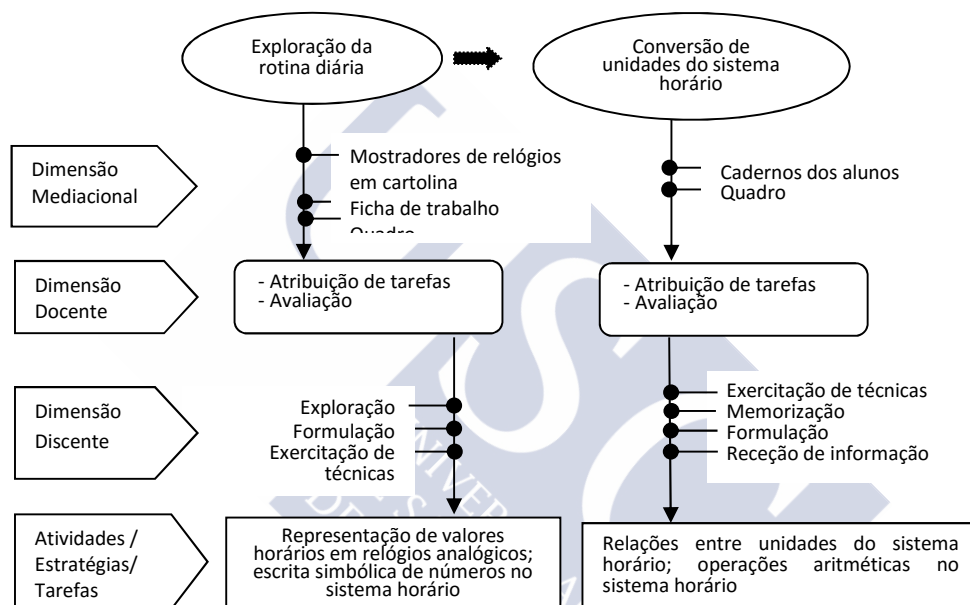 Exploração da
rotina diária
Conversão de
unidades do sistema
horário
Dimensão
Mediacional
Mostradores de relógios
em cartolina
Ficha de trabalho
Quadro
Cadernos dos alunos
Quadro
Dimensão
Docente
- Atribuição de tarefas
- Avaliação
- Atribuição de tarefas
- Avaliação
Dimensão
Discente
Exploração
Formulação
Exercitação de
técnicas
Exercitação de técnicas
Memorização
Formulação
Receção de informação
Atividades /
Estratégias/
Tarefas
Representação de valores
horários em relógios analógicos;
escrita simbólica de números no
sistema horário
Relações entre unidades do sistema
horário; operações aritméticas no
sistema horário